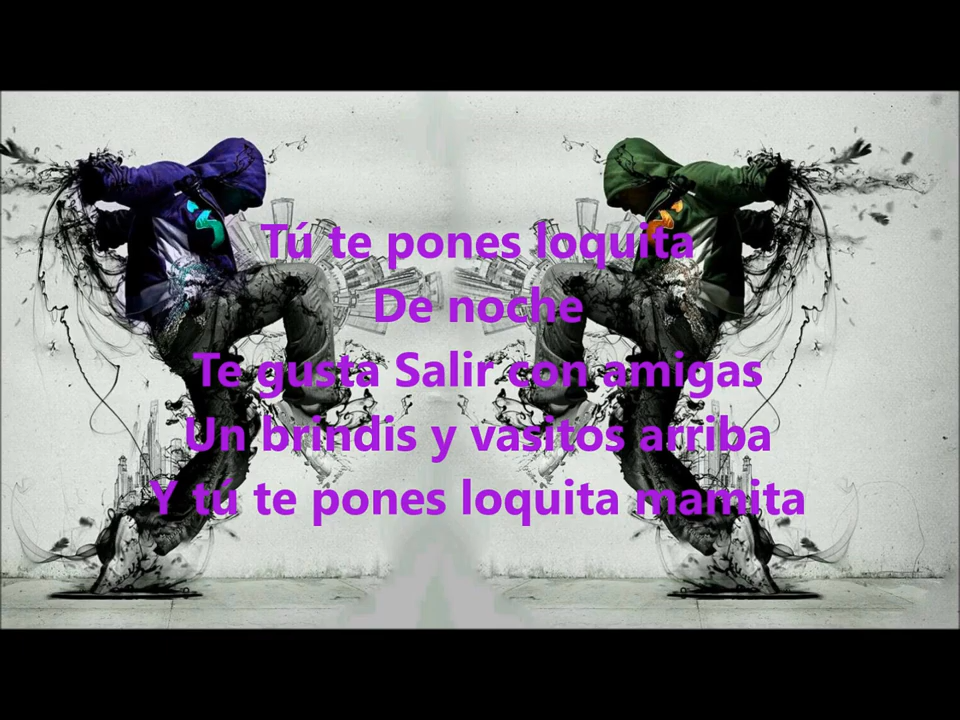 Tú te pones loquita
De noche
Te gusta Salir con amigas
Un brindis y vasitos arriba
Y tú te pones loquita mamita